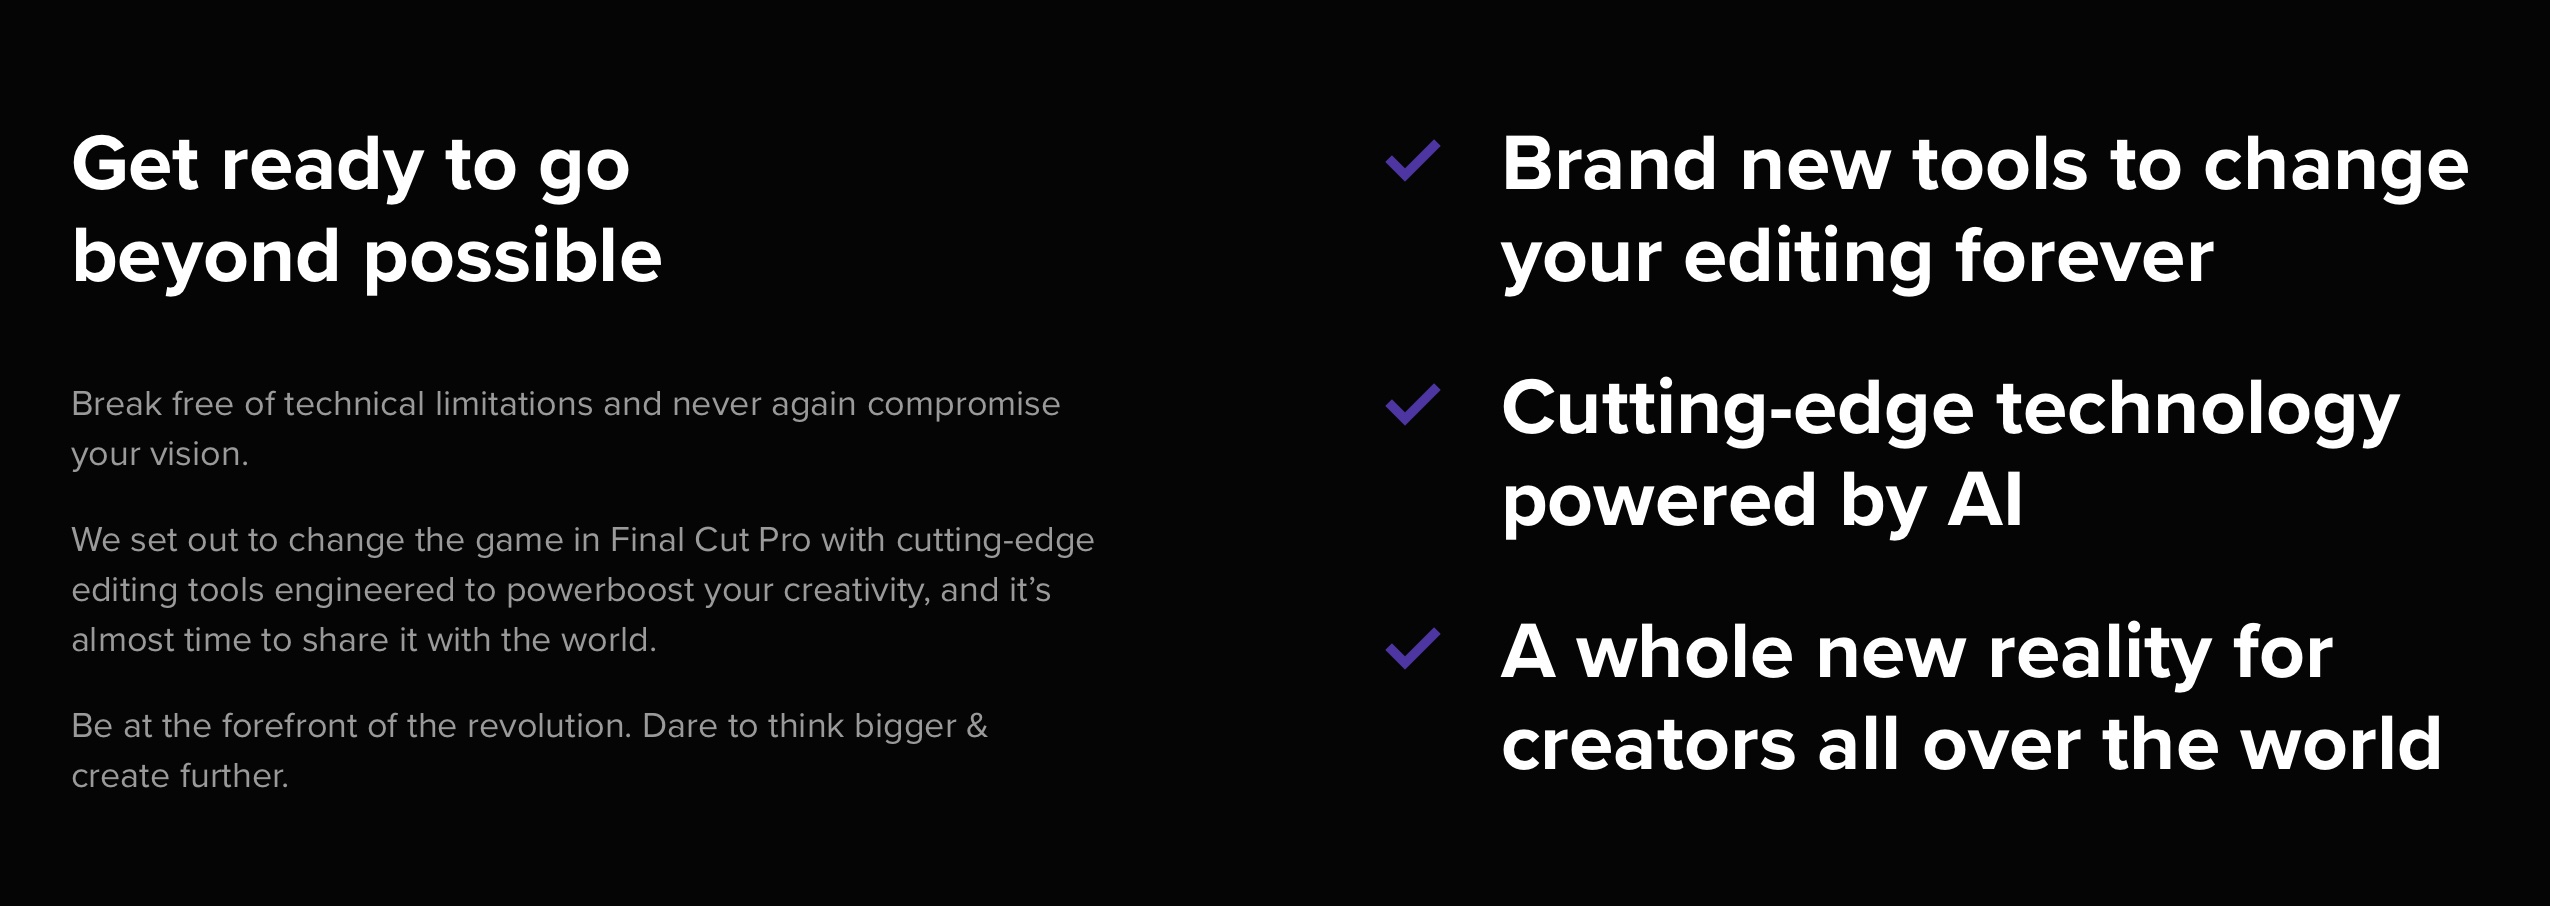 Get ready to go
beyond possible
Break free of technical limitations and never again compromise
your vision.
We set out to change the game in Final Cut Pro with cutting-edge
editing tools engineered to powerboost your creativity, and it’s
almost time to share it with the world.
Be at the forefront of the revolution. Dare to think bigger &
create further.
Brand new tools to change
your editing forever
Cutting-edge technology
powered by AI
A whole new reality for
creators all over the world